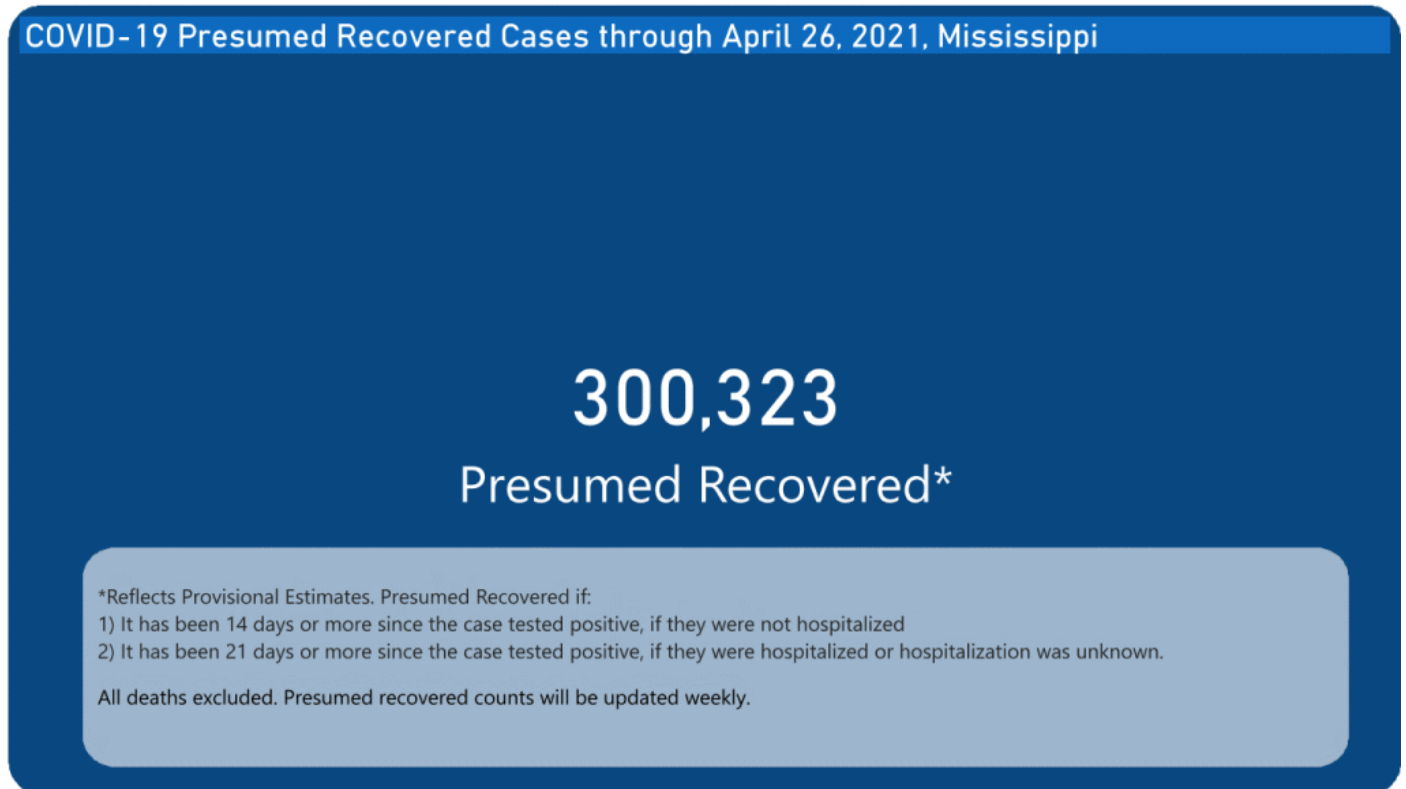 COVID-19 Presumed Recovered Cases through April 26, 2021, Mississippi
300,323
Presumed Recovered*
*Reflects Provisional Estimates. Presumed Recovered if:
1) It has been 14 days or more since the case tested positive, if they were not hospitalized
2) It has been 21 days or more since the case tested positive, if they were hospitalized or hospitalization was unknown.
All deaths excluded. Presumed recovered counts will be updated weekly.